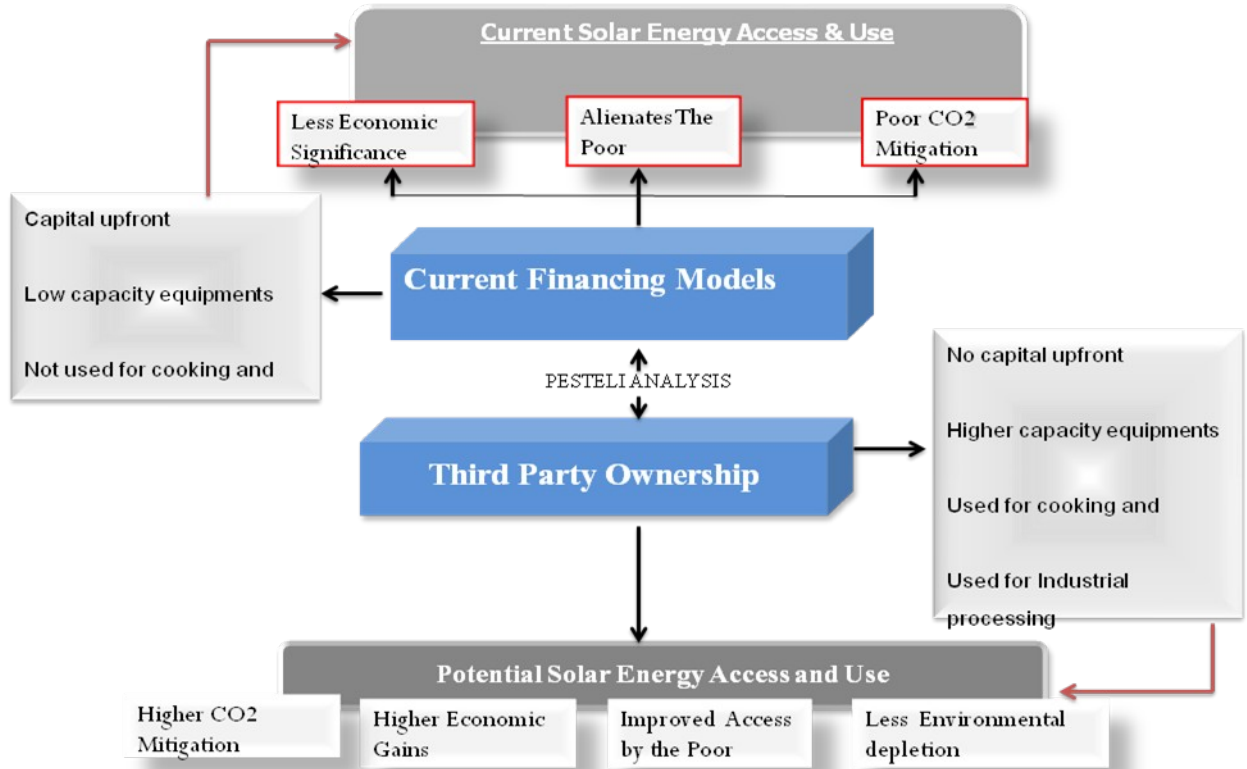 Current Solar Energy Access & Use
Less Economic
Significance
Alienates The
Poor
Poor CO2
Mitigation
Capital upfront
Low capacity equipments
Not used for cooking and
Current Financing Models
PESTELI ANALYSIS
Third Party Ownership
No capital upfront
Higher capacity equipments
Used for cooking and
Used for Industrial
processing
Potential Solar Energy Access and Use
Higher CO2
Mitigation
Higher Economic
Gains
Improved Access
by the Poor
Less Environmental
depletion